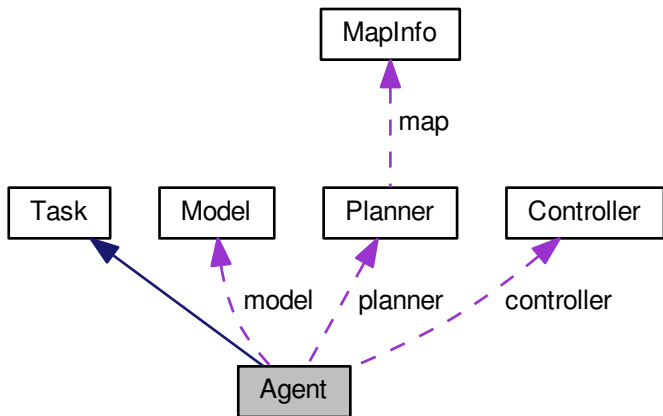 MapInfo
map
Task
Model
Planner
Controller
model
planner
controller
Agent